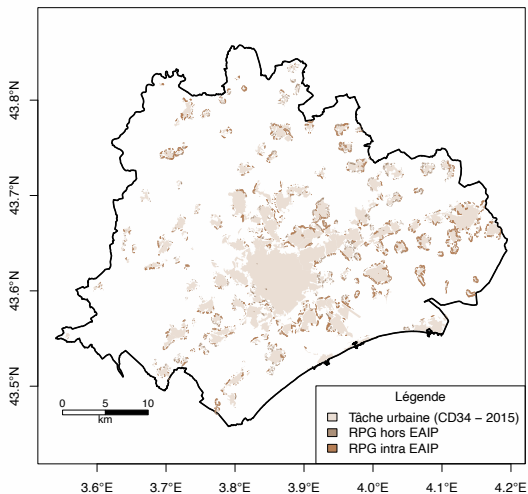 43.8°N
43.7°N
43.6°N
43.5°N
0 5 10
km
Légende
Tâche urbaine (CD34 – 2015)
RPG hors EAIP
RPG intra EAIP
3.6°E 3.7°E 3.8°E 3.9°E 4.0°E 4.1°E 4.2°E